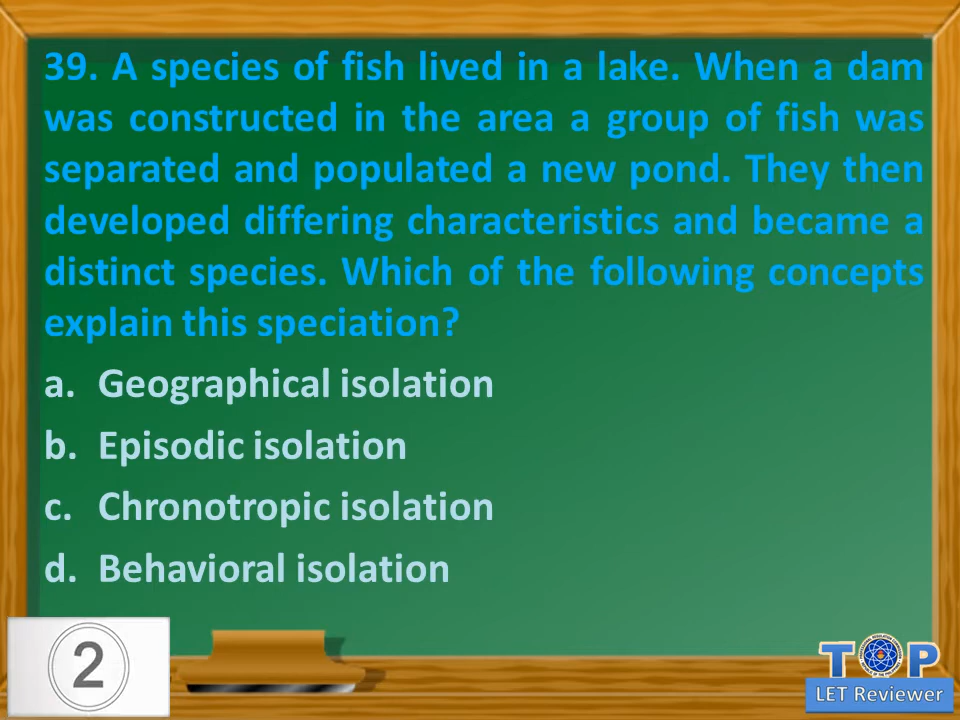 39. A species of fish lived in a lake. When a dam
was constructed in the area a group of fish was
separated and populated a new pond. They then
developed differing characteristics and became a
distinct species. Which of the following concepts
explain this speciation?
a. Geographical isolation
b. Episodic isolation
c. Chronotropic isolation
d. Behavioral isolation
2
TOP
LET Reviewer